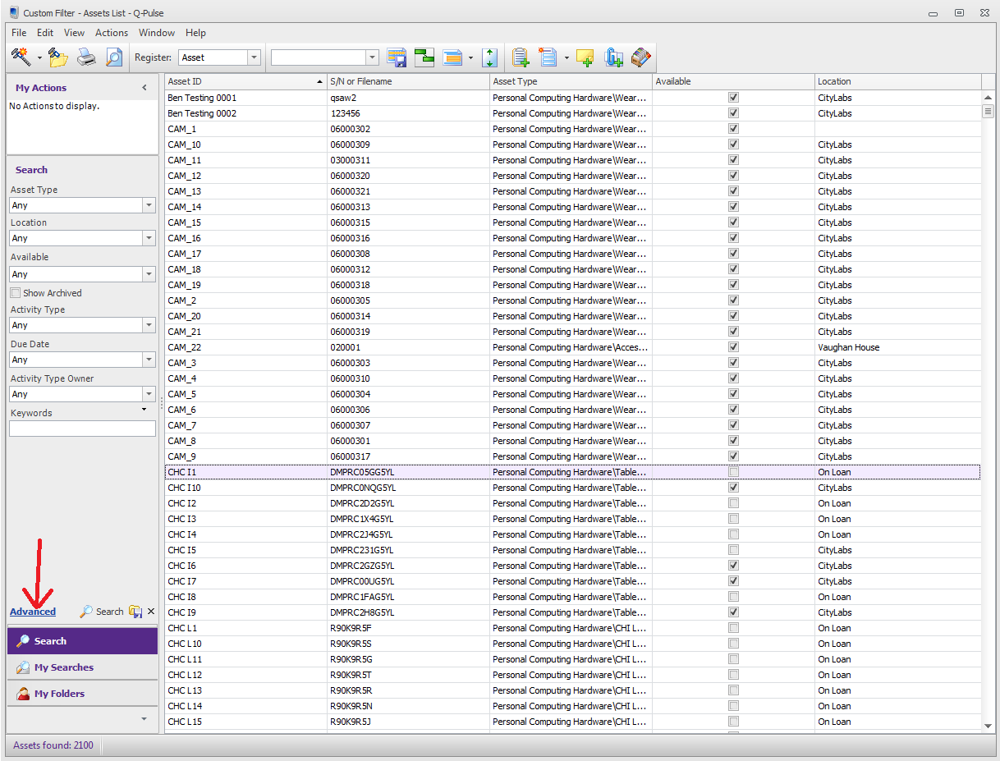 Custom Filter - Assets List - Q-Pulse
File Edit View Actions Window Help
Register: Asset
My Actions
No Actions to display.
Search
Asset Type
Any
Location
Any
Available
Any
Show Archived
Activity Type
Any
Due Date
Any
Activity Type Owner
Any
Keywords
Advanced Search
Search
My Searches
My Folders
Asset ID S/N or Filename Asset Type Available Location
Ben Testing 0001 qsaw2 Personal Computing Hardware\Wear... CityLabs
Ben Testing 0002 123456 Personal Computing Hardware\Wear... CityLabs
CAM_1 06000302 Personal Computing Hardware\Wear...
CAM_10 06000309 Personal Computing Hardware\Wear... CityLabs
CAM_11 03000311 Personal Computing Hardware\Wear... CityLabs
CAM_12 06000320 Personal Computing Hardware\Wear... CityLabs
CAM_13 06000321 Personal Computing Hardware\Wear... CityLabs
CAM_14 06000313 Personal Computing Hardware\Wear... CityLabs
CAM_15 06000315 Personal Computing Hardware\Wear... CityLabs
CAM_16 06000316 Personal Computing Hardware\Wear... CityLabs
CAM_17 06000308 Personal Computing Hardware\Wear... CityLabs
CAM_18 06000312 Personal Computing Hardware\Wear... CityLabs
CAM_19 06000318 Personal Computing Hardware\Wear... CityLabs
CAM_2 06000305 Personal Computing Hardware\Wear... CityLabs
CAM_20 06000314 Personal Computing Hardware\Wear... CityLabs
CAM_21 06000319 Personal Computing Hardware\Wear... CityLabs
CAM_22 020001 Personal Computing Hardware\Acces... Vaughan House
CAM_3 06000303 Personal Computing Hardware\Wear... CityLabs
CAM_4 06000310 Personal Computing Hardware\Wear... CityLabs
CAM_5 06000304 Personal Computing Hardware\Wear... CityLabs
CAM_6 06000306 Personal Computing Hardware\Wear... CityLabs
CAM_7 06000307 Personal Computing Hardware\Wear... CityLabs
CAM_8 06000301 Personal Computing Hardware\Wear... CityLabs
CAM_9 06000317 Personal Computing Hardware\Wear... CityLabs
CHC I1 DMPRC05GG5YL Personal Computing Hardware\Table... On Loan
CHC I10 DMPRC0NQG5YL Personal Computing Hardware\Table... CityLabs
CHC I2 DMPRC2D2G5YL Personal Computing Hardware\Table... On Loan
CHC I3 DMPRC1X4G5YL Personal Computing Hardware\Table... On Loan
CHC I4 DMPRC2J4G5YL Personal Computing Hardware\Table... On Loan
CHC I5 DMPRC231G5YL Personal Computing Hardware\Table... CityLabs
CHC I6 DMPRC2GZG5YL Personal Computing Hardware\Table... CityLabs
CHC I7 DMPRC00UG5YL Personal Computing Hardware\Table... CityLabs
CHC I8 DMPRC1FAG5YL Personal Computing Hardware\Table... On Loan
CHC I9 DMPRC2H8G5YL Personal Computing Hardware\Table... CityLabs
CHC L1 R90K9R5F Personal Computing Hardware\CHI L... On Loan
CHC L10 R90K9R5S Personal Computing Hardware\CHI L... On Loan
CHC L11 R90K9R5G Personal Computing Hardware\CHI L... On Loan
CHC L12 R90K9R5T Personal Computing Hardware\CHI L... On Loan
CHC L13 R90K9R5R Personal Computing Hardware\CHI L... On Loan
CHC L14 R90K9R5N Personal Computing Hardware\CHI L... On Loan
CHC L15 R90K9R5J Personal Computing Hardware\CHI L... On Loan
Assets found: 2100